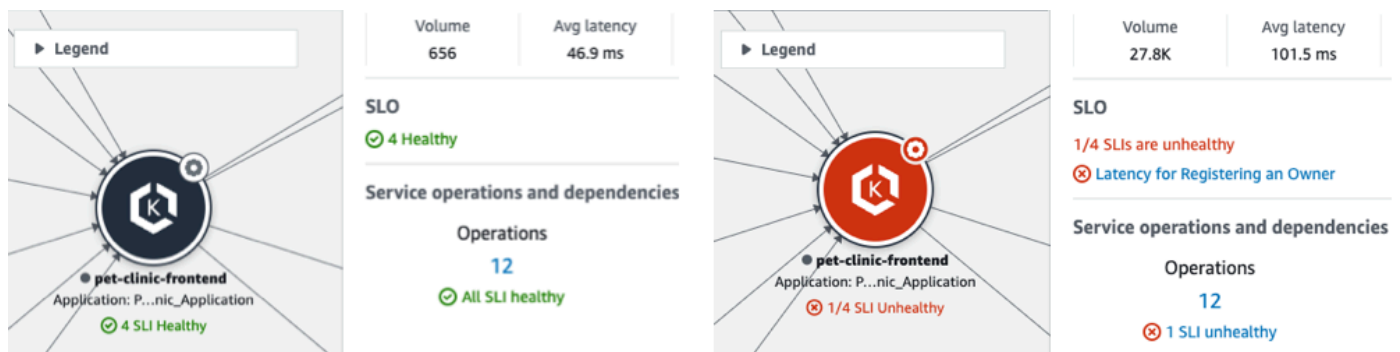 Legend
Volume
656
Avg latency
46.9 ms
SLO
4 Healthy
Service operations and dependencies
Operations
12
All SLI healthy
K
pet-clinic-frontend
Application: P...nic_Application
4 SLI Healthy
Legend
Volume
27.8K
Avg latency
101.5 ms
SLO
1/4 SLIs are unhealthy
Latency for Registering an Owner
Service operations and dependencies
Operations
12
1 SLI unhealthy
K
pet-clinic-frontend
Application: P...nic_Application
1/4 SLI Unhealthy